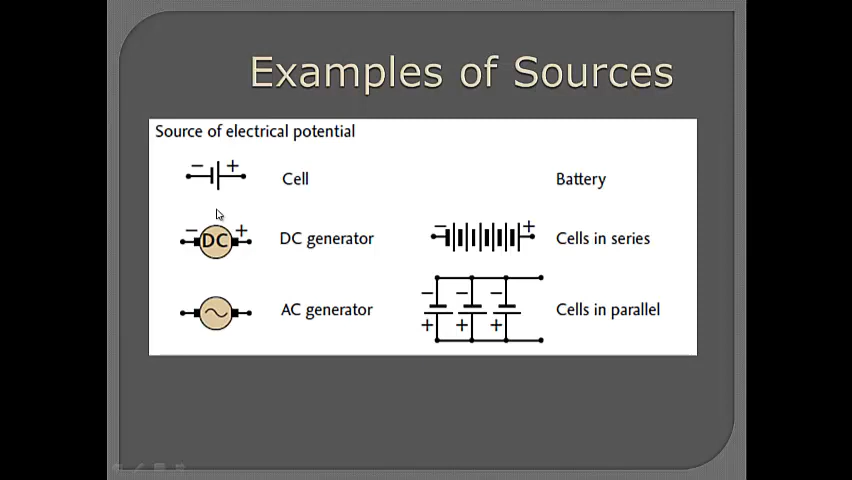 Examples of Sources
Source of electrical potential
− +
Cell
Battery
− +
DC
DC generator
− +
Cells in series
AC generator
− − −
+ + +
Cells in parallel